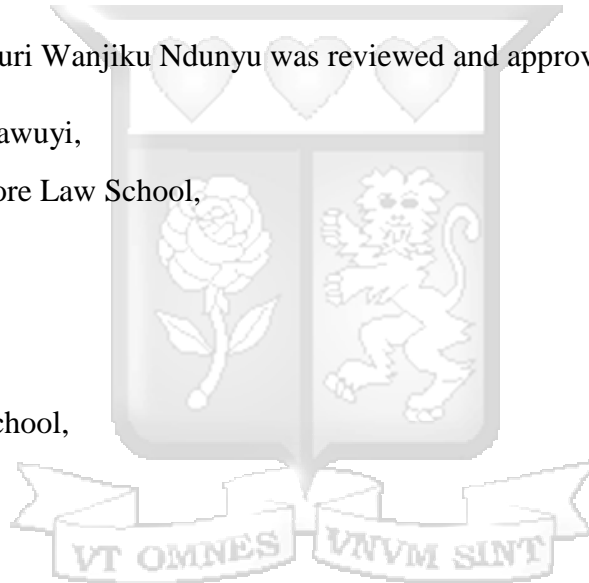 uri Wanjiku Ndunyu was reviewed and approv
awuyi,
ore Law School,
chool,
VT OMNES VNVM SINT